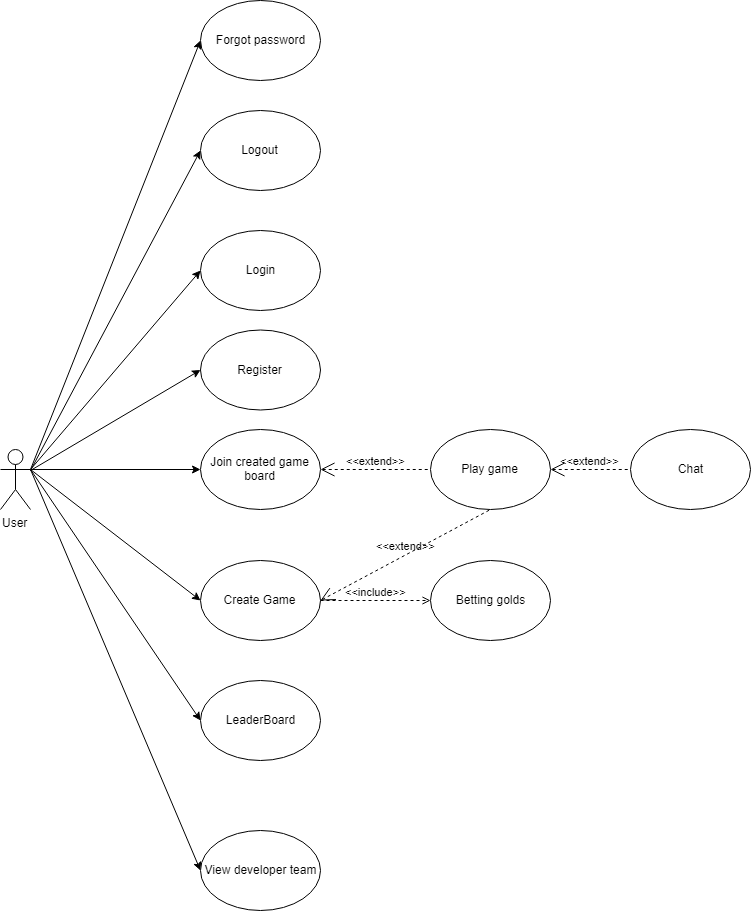 Forgot password
Logout
Login
Register
Join created game
board
<<extend>>
Play game
<<extend>>
Chat
User
<<extend>>
Create Game
<<include>>
Betting golds
LeaderBoard
View developer team